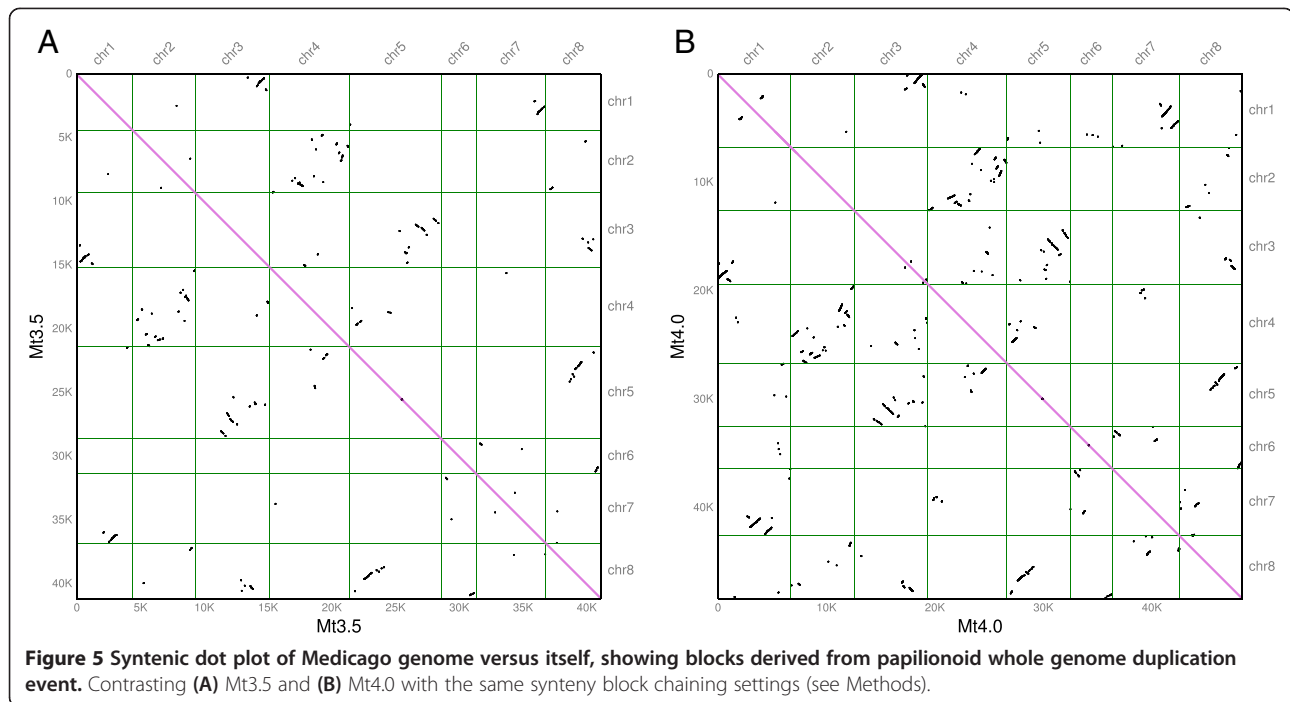 A
chr1 chr2 chr3 chr4 chr5 chr6 chr7 chr8
0
5K
10K
15K
20K
25K
30K
35K
40K
Mt3.5
chr1
chr2
chr3
chr4
chr5
chr6
chr7
chr8
0 5K 10K 15K 20K 25K 30K 35K 40K
Mt3.5
B
chr1 chr2 chr3 chr4 chr5 chr6 chr7 chr8
0
10K
20K
30K
40K
Mt4.0
chr1
chr2
chr3
chr4
chr5
chr6
chr7
chr8
0 10K 20K 30K 40K
Mt4.0
Figure 5 Syntenic dot plot of Medicago genome versus itself, showing blocks derived from papilionoid whole genome duplication
event. Contrasting (A) Mt3.5 and (B) Mt4.0 with the same synteny block chaining settings (see Methods).